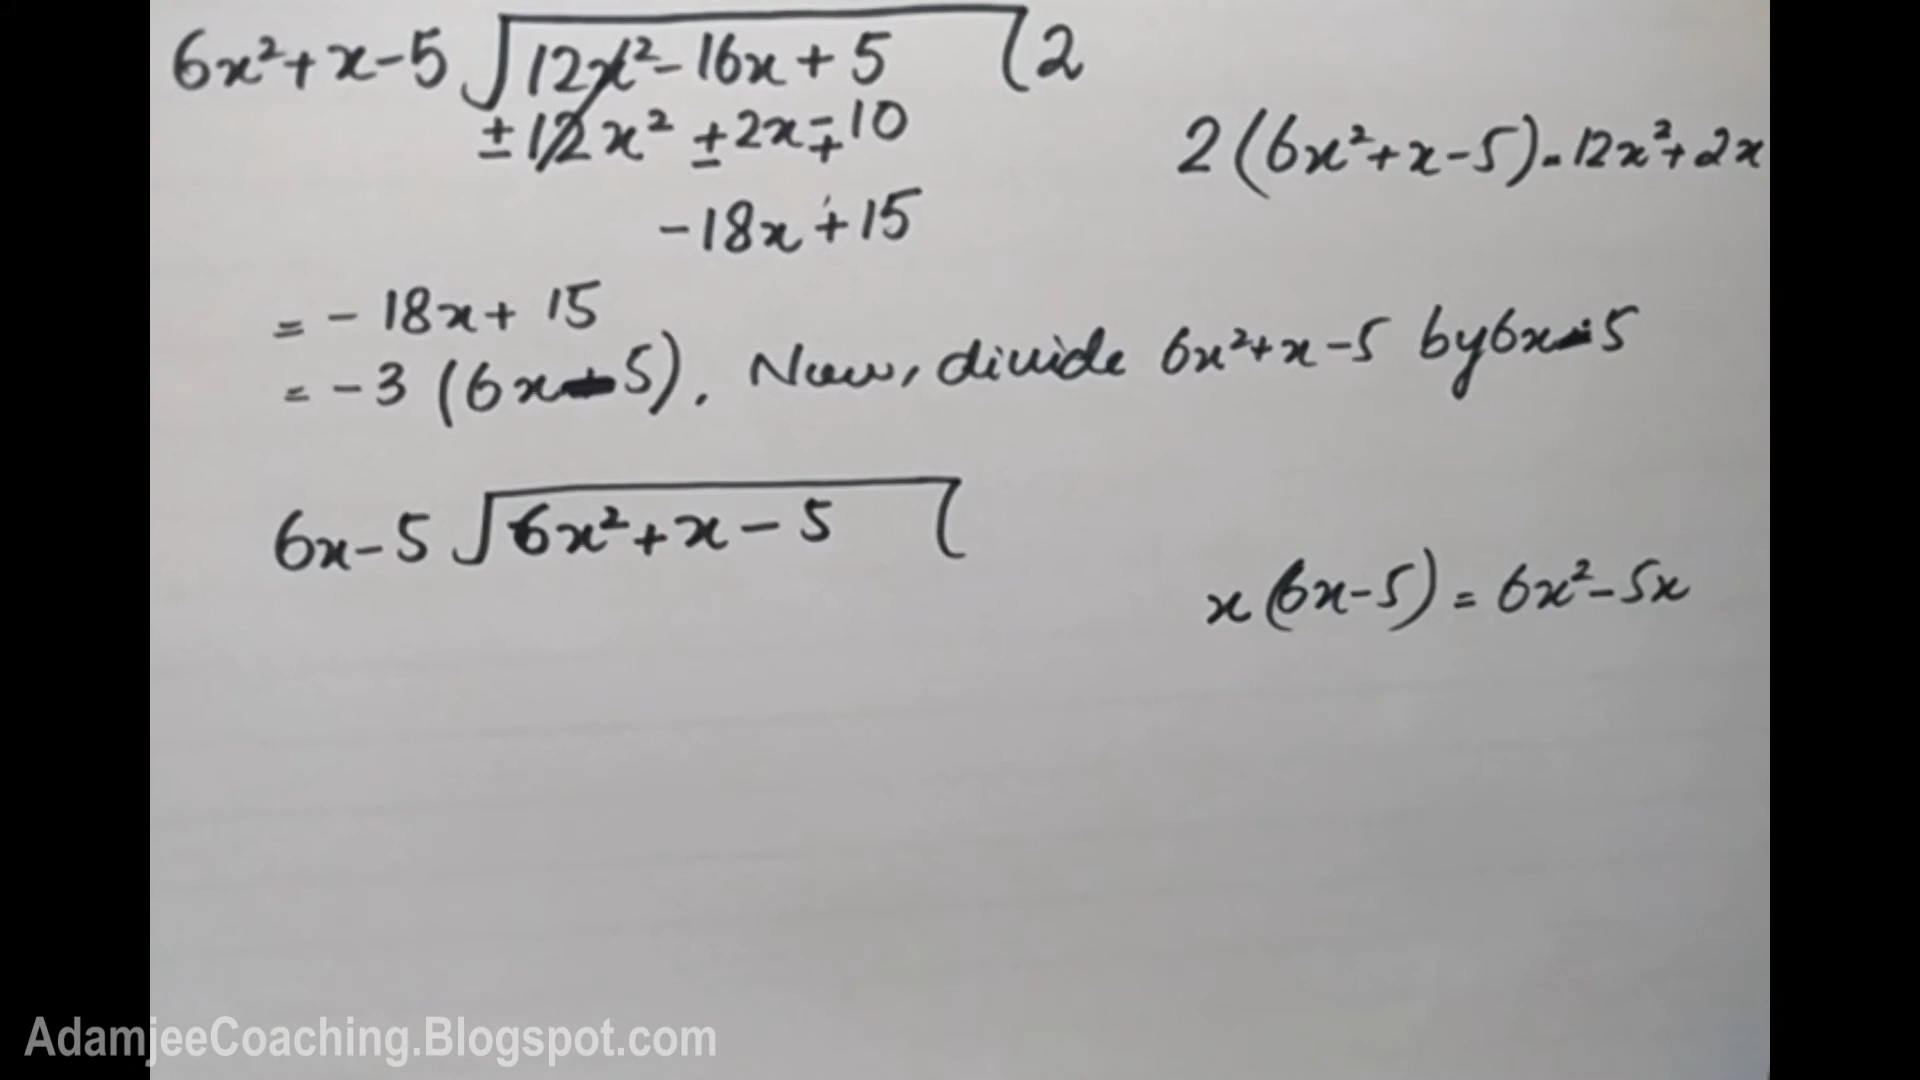 6x²+x-5 √12x²-16x+5 (2
±12x² ±2x∓10
2(6x²+x-5)=12x²+2x
-18x+15
= -18x+15
= -3(6x-5). Now, divide 6x²+x-5 by 6x-5
6x-5 √6x²+x-5 (
x(6x-5)=6x²-5x
AdamjeeCoaching.Blogspot.com